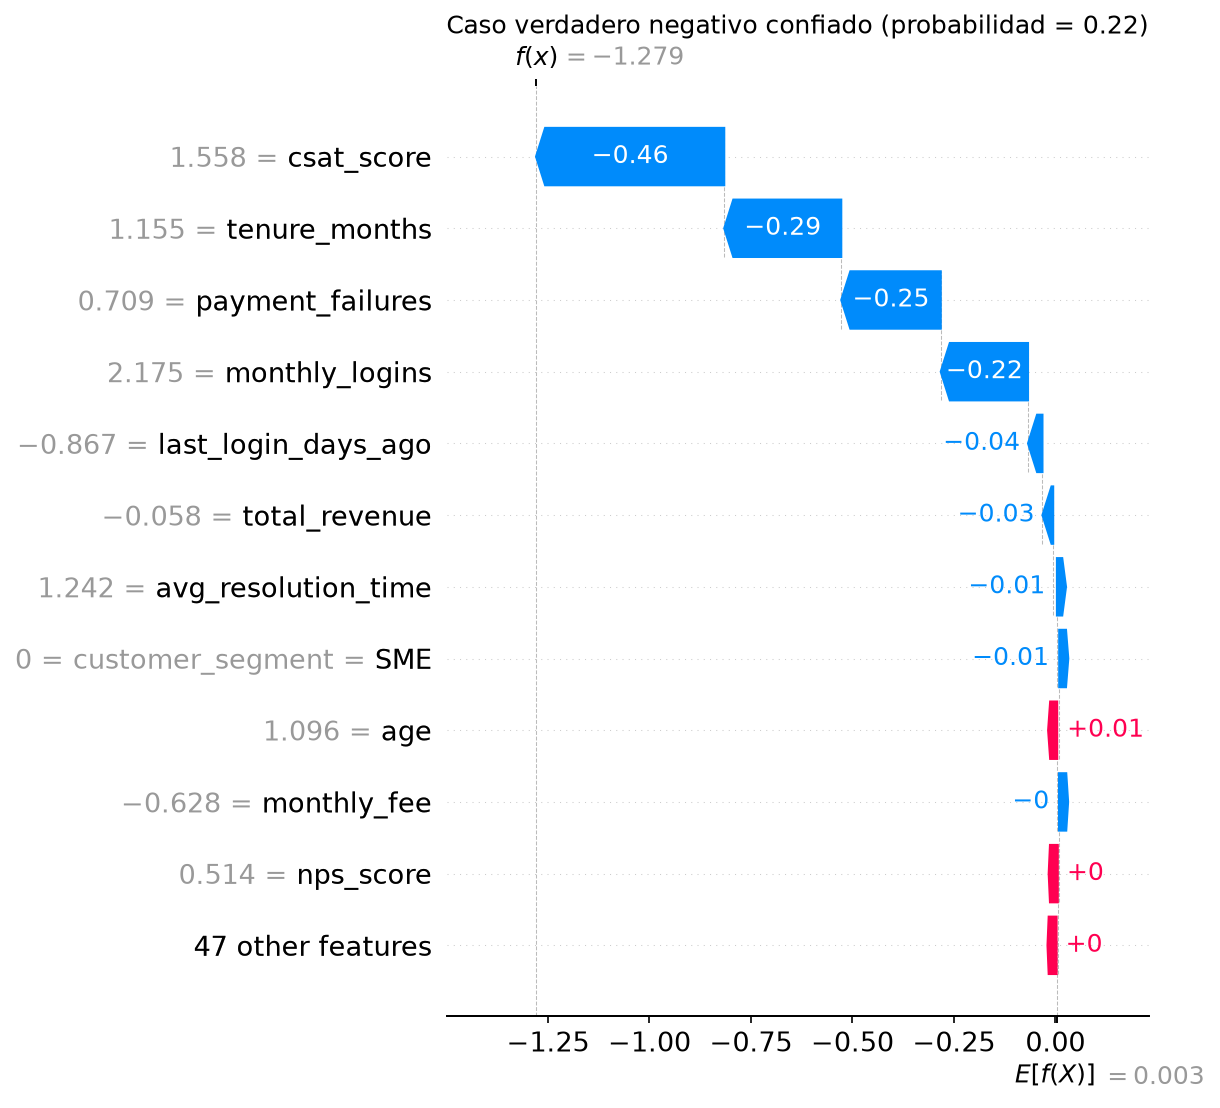 Caso verdadero negativo confiado (probabilidad = 0.22)
f(x) = −1.279
1.558 = csat_score −0.46
1.155 = tenure_months −0.29
0.709 = payment_failures −0.25
2.175 = monthly_logins −0.22
−0.867 = last_login_days_ago −0.04
−0.058 = total_revenue −0.03
1.242 = avg_resolution_time −0.01
0 = customer_segment = SME −0.01
1.096 = age +0.01
−0.628 = monthly_fee −0
0.514 = nps_score +0
47 other features +0
−1.25 −1.00 −0.75 −0.50 −0.25 0.00
E[f(X)] = 0.003